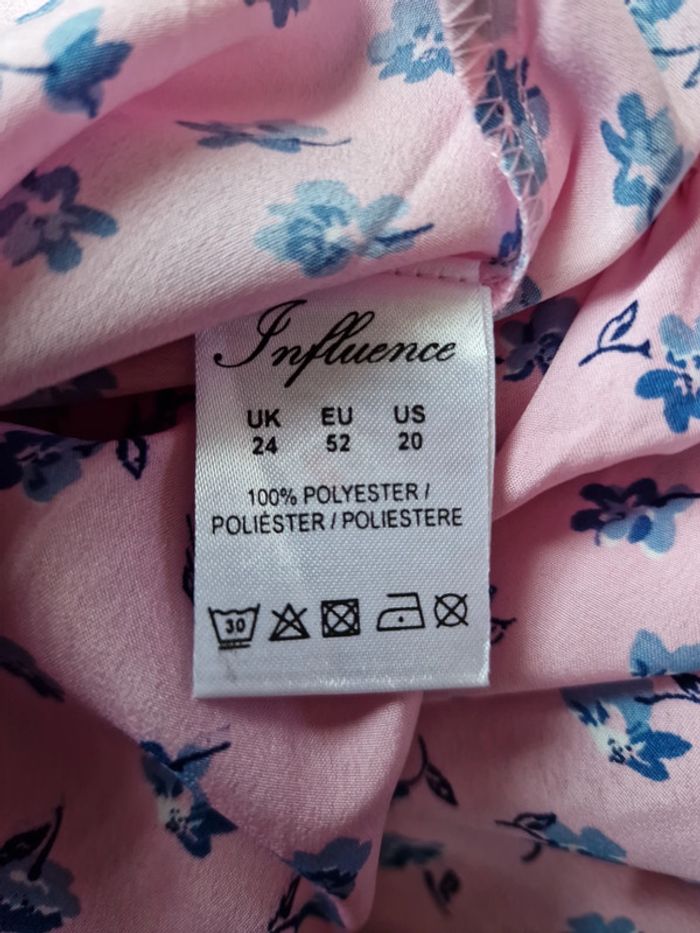 Influence
UK EU US
24 52 20
100% POLYESTER /
POLIÉSTER / POLIESTERE
30